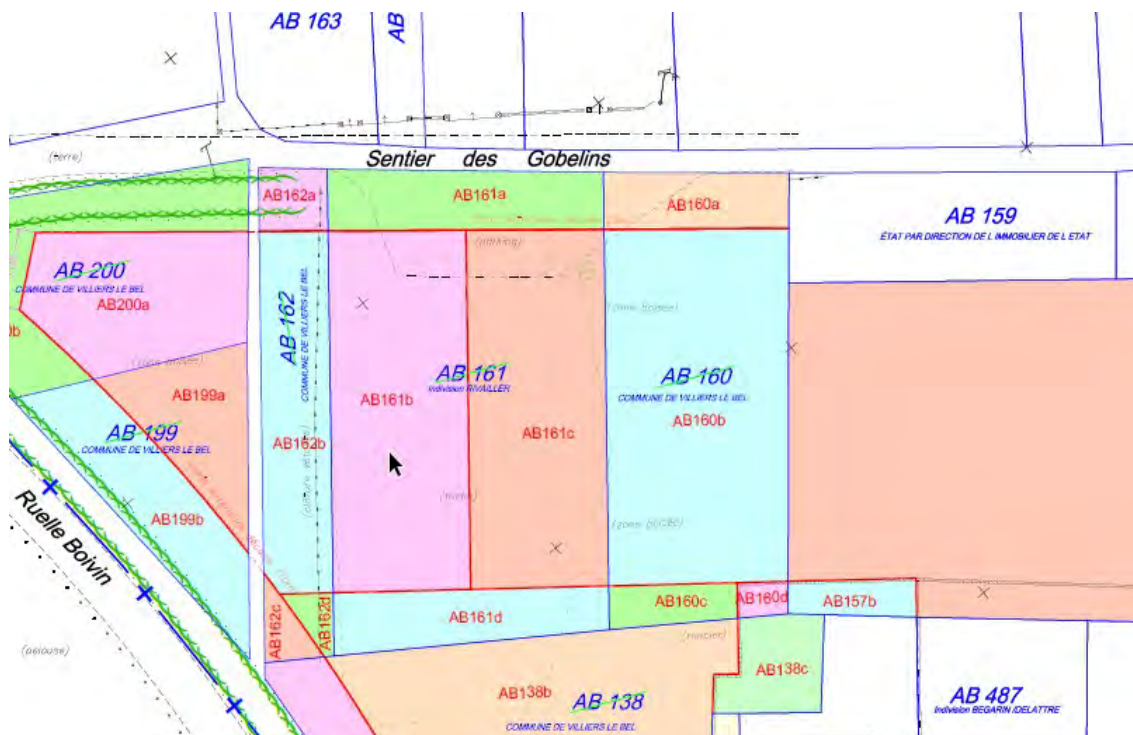 AB 163
AB
(terre)
Sentier des Gobelins
AB162a
AB161a
AB160a
AB 159
ÉTAT PAR DIRECTION DE L IMMOBILIER DE L ETAT
(parking)
AB 200
COMMUNE DE VILLIERS LE BEL
AB200a
AB 162
COMMUNE DE VILLIERS LE BEL
AB 161
Indivision RIVAILLER
AB 160
COMMUNE DE VILLIERS LE BEL
AB199a
AB161b
AB160b
AB 199
COMMUNE DE VILLIERS LE BEL
AB162b
AB161c
AB199b
Ruelle Boivin
AB162c
AB162d
AB161d
AB160c
AB160d
AB157b
(pelouse)
AB138b
AB138c
AB 138
COMMUNE DE VILLIERS LE BEL
AB 487
Indivision BEGARIN /DELATTRE